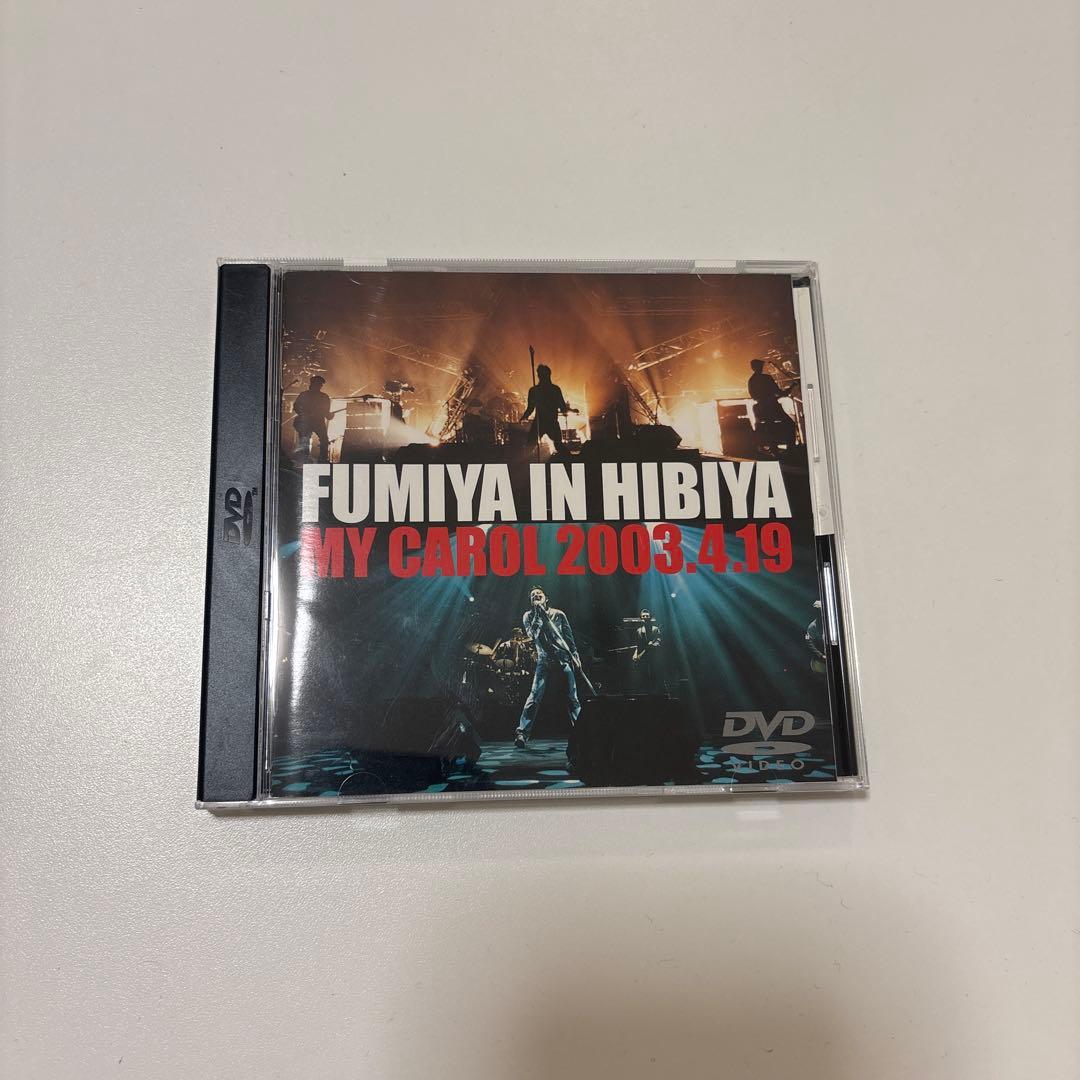 FUMIYA IN HIBIYA
MY CAROL 2003.4.19
DVD
VIDEO
DVD